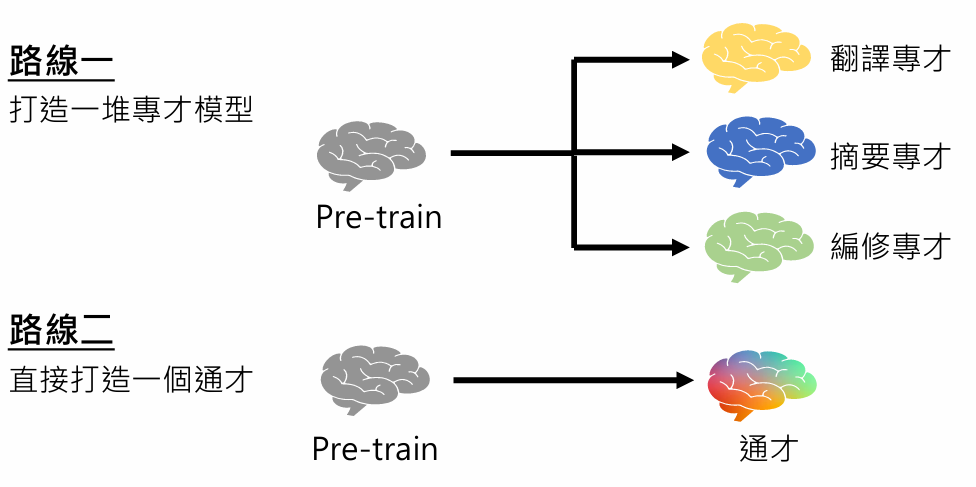 路線一
打造一堆專才模型
Pre-train
翻譯專才
摘要專才
編修專才
路線二
直接打造一個通才
Pre-train
通才